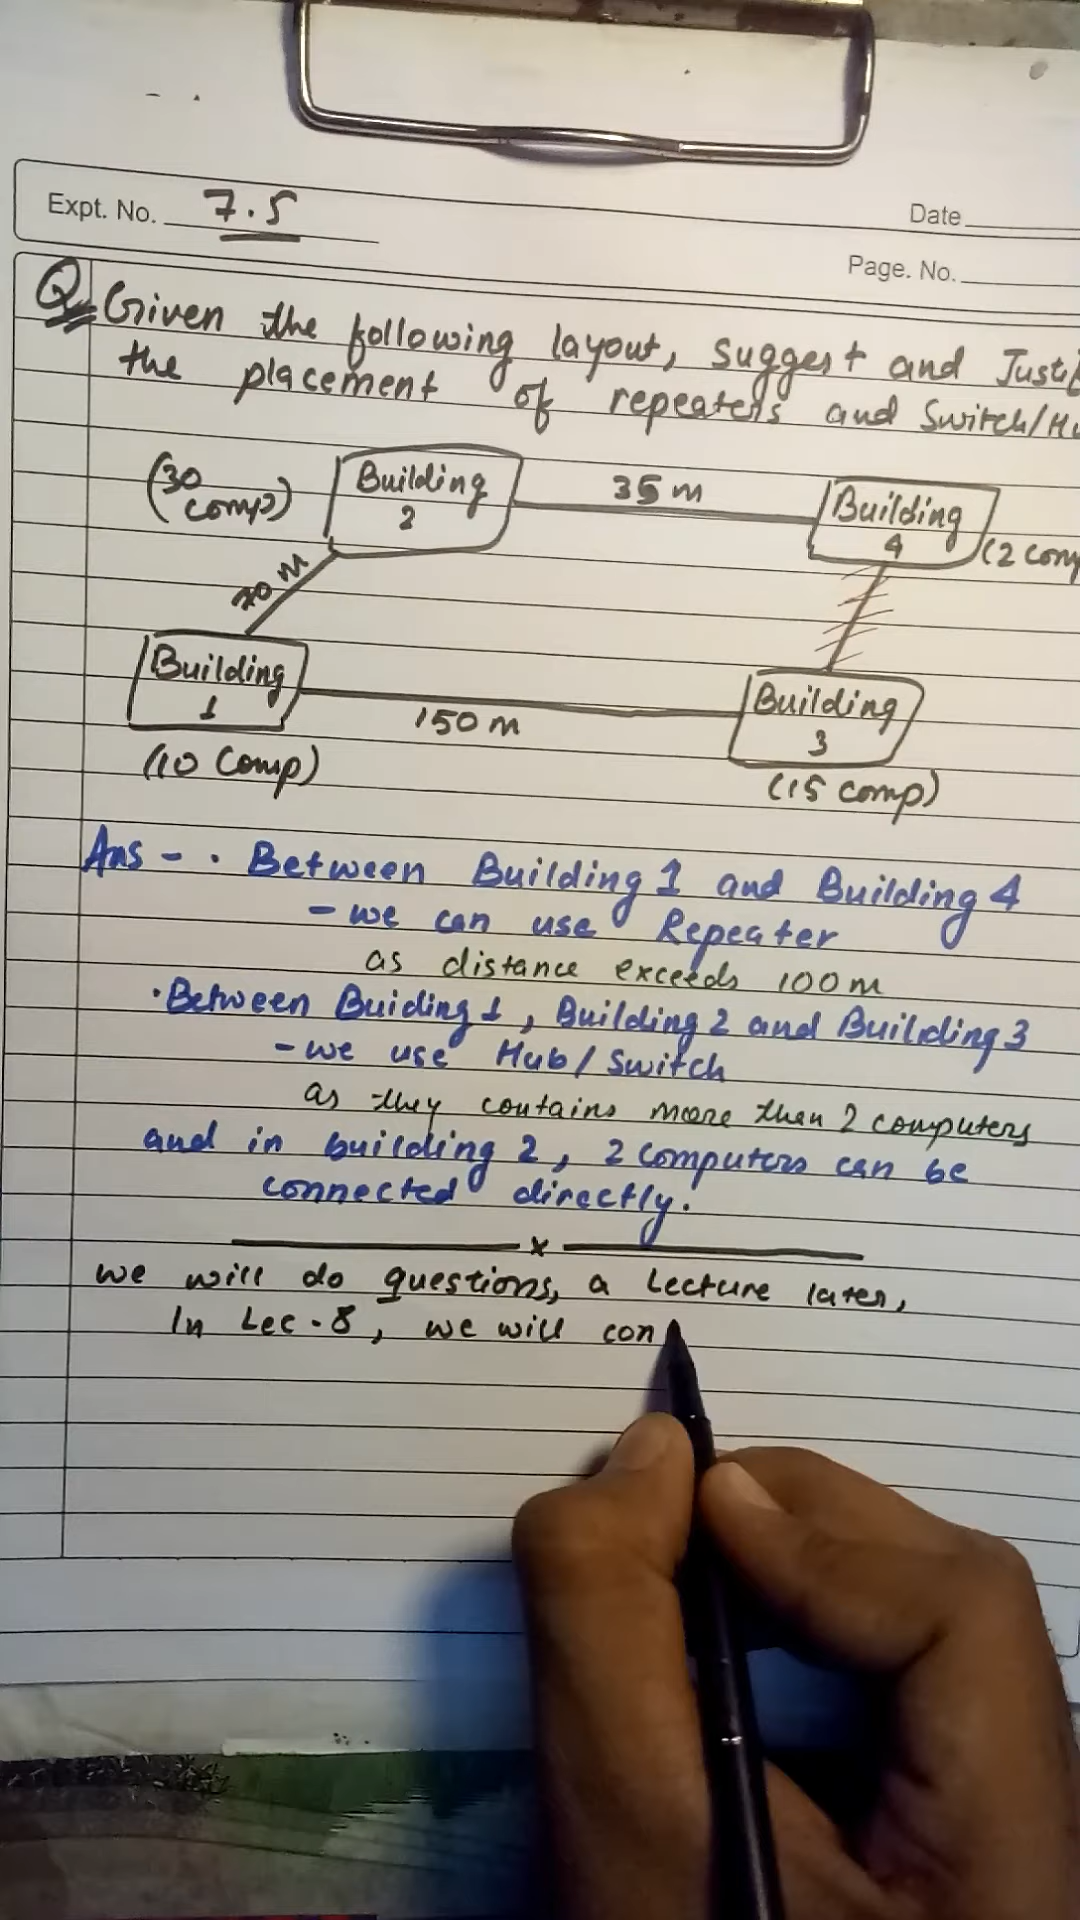 Expt. No. 7.5
Date
Page. No.
Q Given the following layout, suggest and
the placement of repeaters and Switch/
(30 comp)
Building 2
35 m
Building 4
(2
Building 1
150 m
Building 3
(10 Comp)
(15 comp)
Ans - . Between Building 1 and Building 4
- we can use Repeater
as distance exceeds 100 m
. Between Buiding 1, Building 2 and Building 3
- we use Hub/Switch
as they contains more then 2 computers
and in building 2, 2 computers can be
connected directly.
x
we will do questions, a Lecture later,
In Lec - 8, we will con